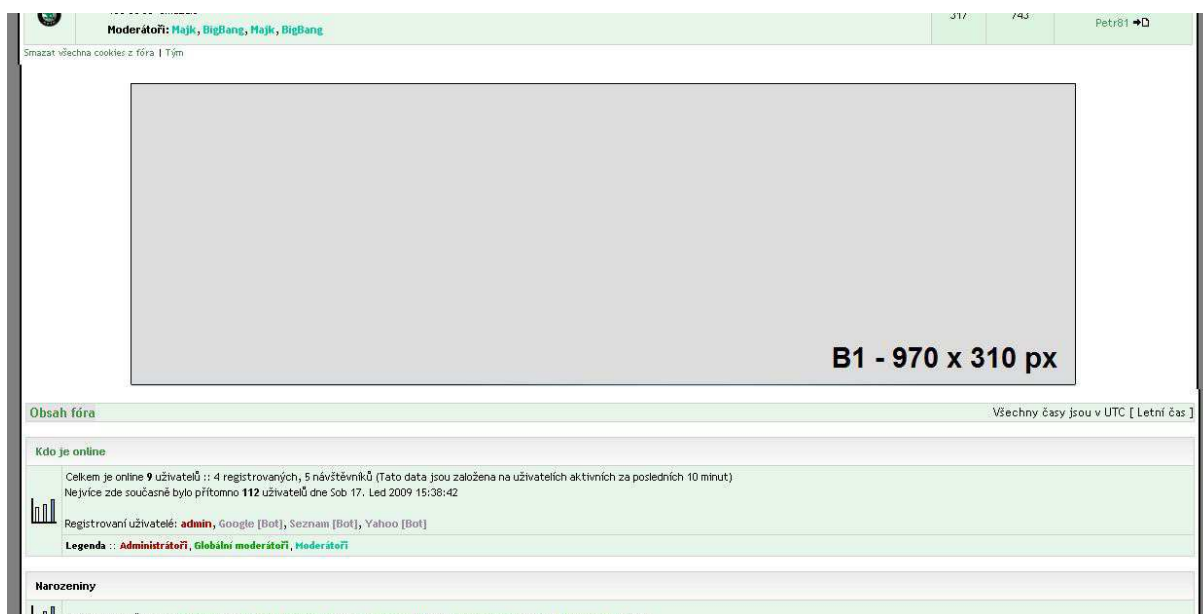 Moderátoři: Majk, BigBang, Majk, BigBang
317 743
Petr81
Smazat všechna cookies z fóra | Tým
B1 - 970 x 310 px
Obsah fóra
Všechny časy jsou v UTC [ Letní čas ]
Kdo je online
Celkem je online 9 uživatelů :: 4 registrovaných, 5 návštěvníků (Tato data jsou založena na uživatelích aktivních za posledních 10 minut)
Nejvíce zde současně bylo přítomno 112 uživatelů dne Sob 17. Led 2009 15:38:42
Registrovaní uživatelé: admin, Google [Bot], Seznam [Bot], Yahoo [Bot]
Legenda :: Administrátoři, Globální moderátoři, Moderátoři
Narozeniny